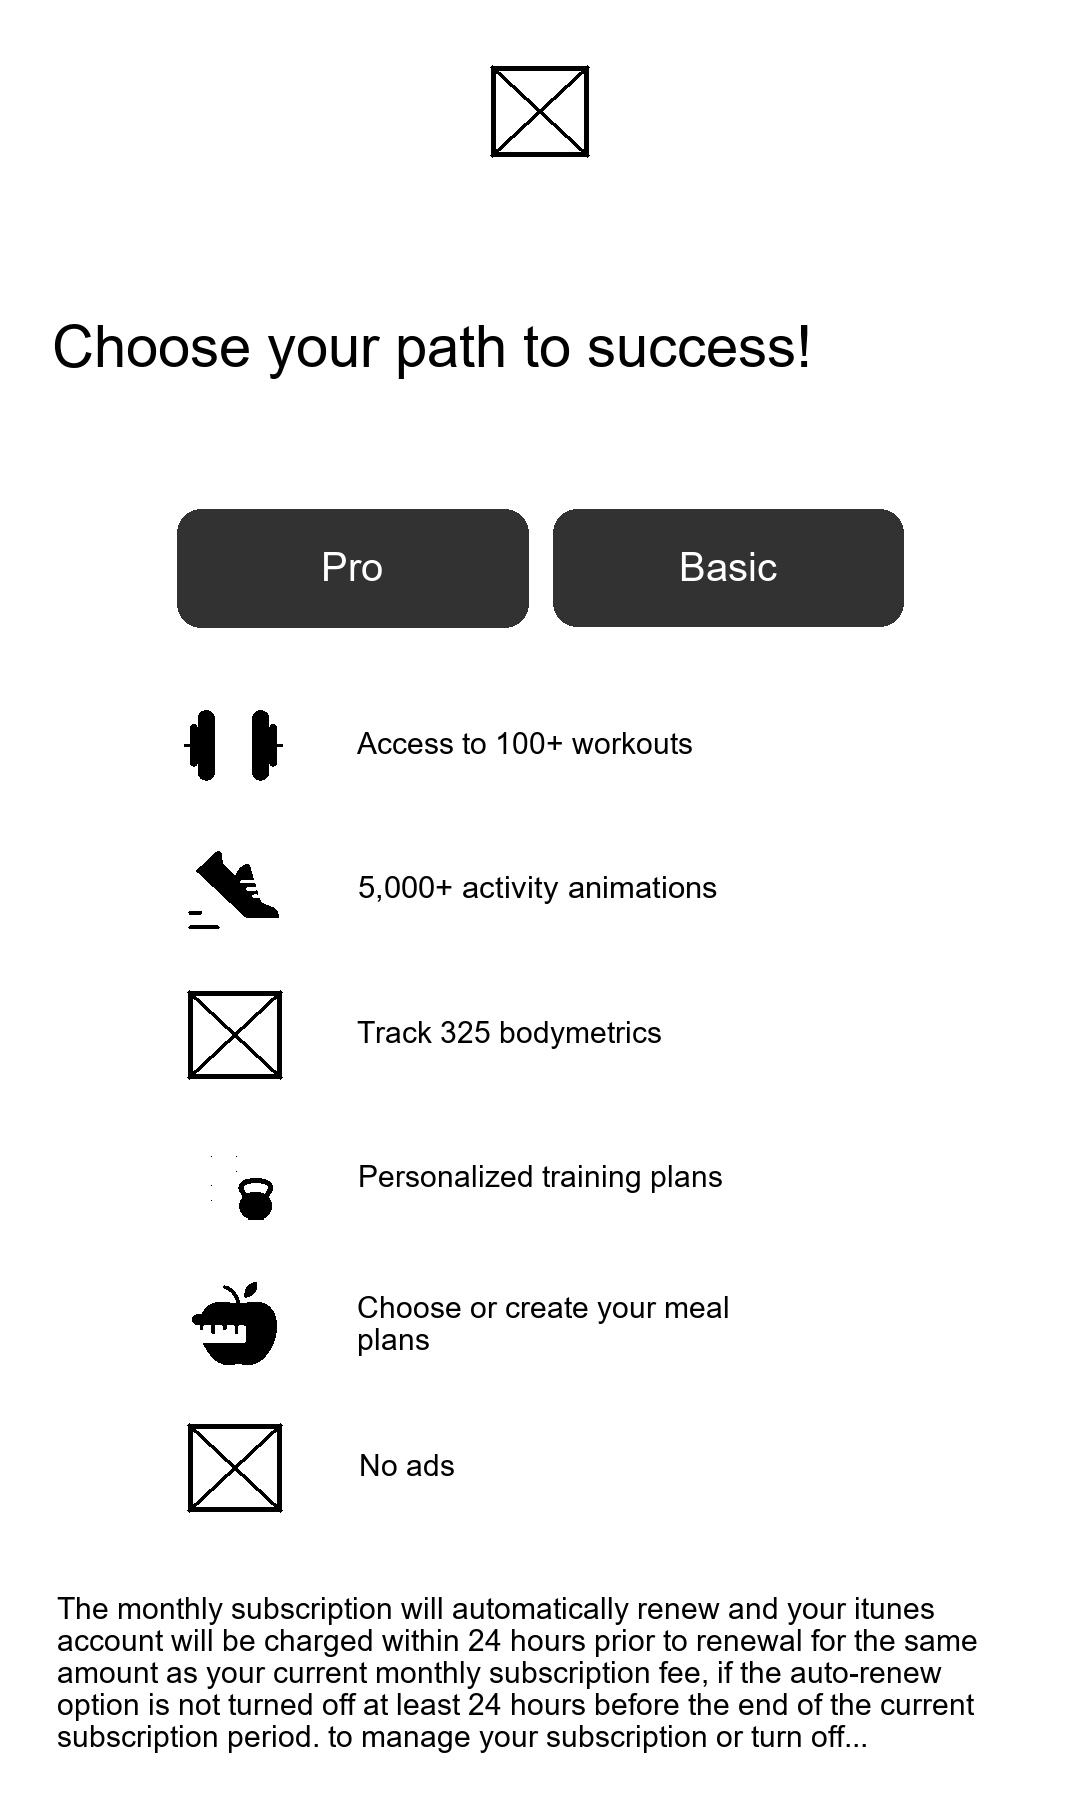 Choose your path to success!
Pro
Basic
Access to 100+ workouts
5,000+ activity animations
Track 325 bodymetrics
Personalized training plans
Choose or create your meal
plans
No ads
The monthly subscription will automatically renew and your itunes
account will be charged within 24 hours prior to renewal for the same
amount as your current monthly subscription fee, if the auto-renew
option is not turned off at least 24 hours before the end of the current
subscription period. to manage your subscription or turn off...